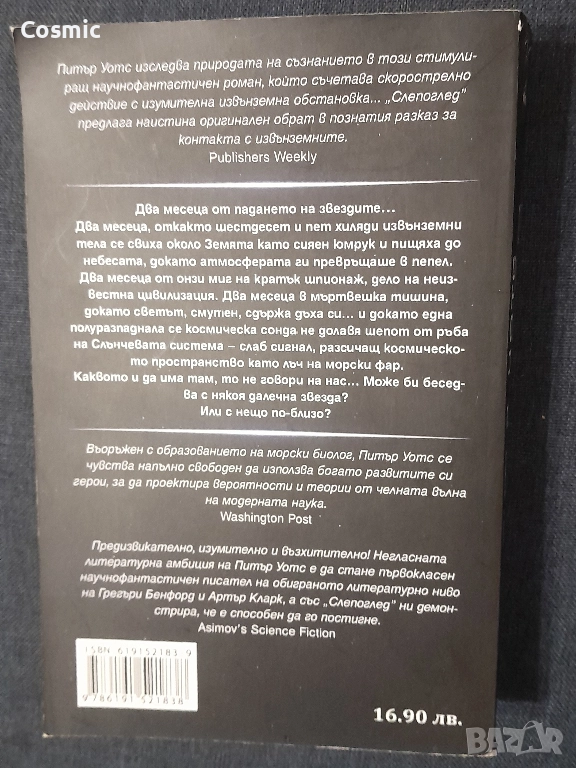 Cosmic
Питър Уотс изследва природата на съзнанието в този стимули-
ращ научнофантастичен роман, който съчетава скорострелно
действие с изумителна извънземна обстановка... „Слепоглед”
предлага наистина оригинален обрат в познатия разказ за
контакта с извънземните.
Publishers Weekly
Два месеца от падането на звездите...
Два месеца, откакто шестдесет и пет хиляди извънземни
тела се свиха около Земята като сияен юмрук и пищяха до
небесата, докато атмосферата ги превръщаше в пепел.
Два месеца от онзи миг на кратък шпионаж, дело на неиз-
вестна цивилизация. Два месеца в мъртвешка тишина,
докато светът, смутен, сдържа дъха си... и докато една
полуразпаднала се космическа сонда не долавя шепот от ръба
на Слънчевата система – слаб сигнал, разсичащ космическо-
то пространство като лъч на морски фар.
Каквото и да има там, то не говори на нас... Може би бесед-
ва с някоя далечна звезда?
Или с нещо по-близо?
Въоръжен с образованието на морски биолог, Питър Уотс се
чувства напълно свободен да използва богато развитите си
герои, за да проектира вероятности и теории от челната вълна
на модерната наука.
Washington Post
Предизвикателно, изумително и възхитително! Негласната
литературна амбиция на Питър Уотс е да стане първокласен
научнофантастичен писател на обиграното литературно ниво
на Грегъри Бенфорд и Артър Кларк, а със „Слепоглед” ни демон-
стрира, че е способен да го постигне.
Asimov's Science Fiction
ISBN 619152183 9
9 786191 521838
16.90 лв.
BAZAR